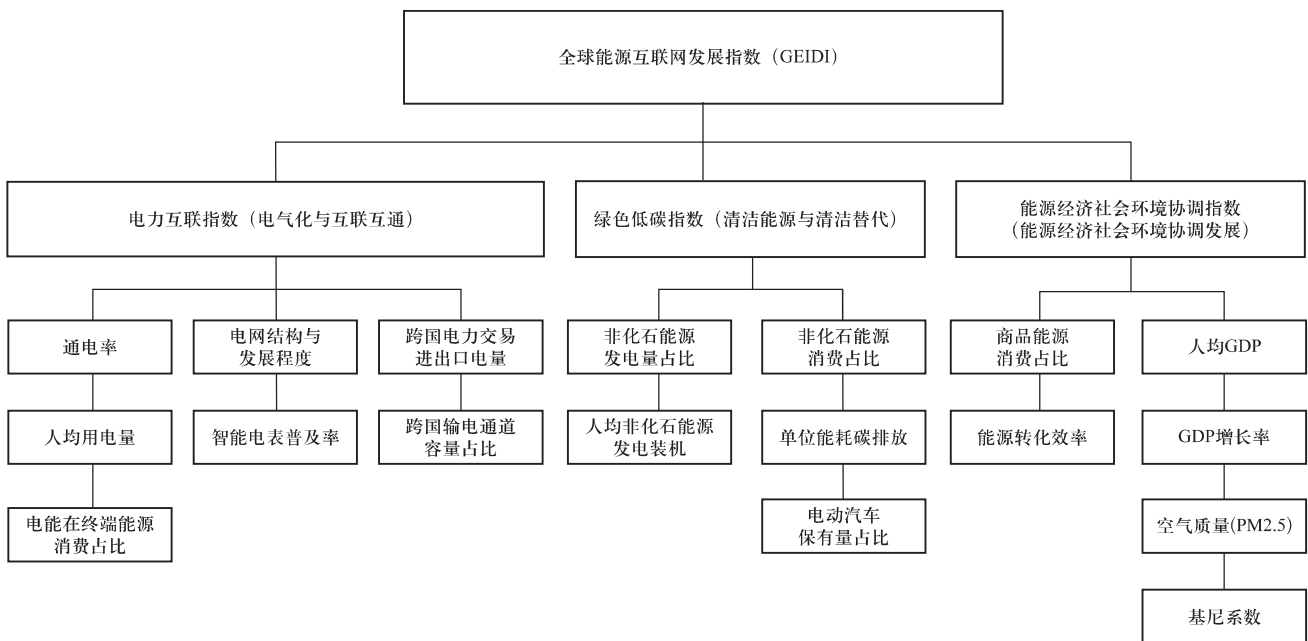 全球能源互联网发展指数（GEIDI）
电力互联指数（电气化与互联互通）
绿色低碳指数（清洁能源与清洁替代）
能源经济社会环境协调指数
（能源经济社会环境协调发展）
通电率
电网结构与
发展程度
跨国电力交易
进出口电量
非化石能源
发电量占比
非化石能源
消费占比
商品能源
消费占比
人均GDP
人均用电量
智能电表普及率
跨国输电通道
容量占比
人均非化石能源
发电装机
单位能耗碳排放
能源转化效率
GDP增长率
电能在终端能源
消费占比
电动汽车
保有量占比
空气质量(PM2.5)
基尼系数